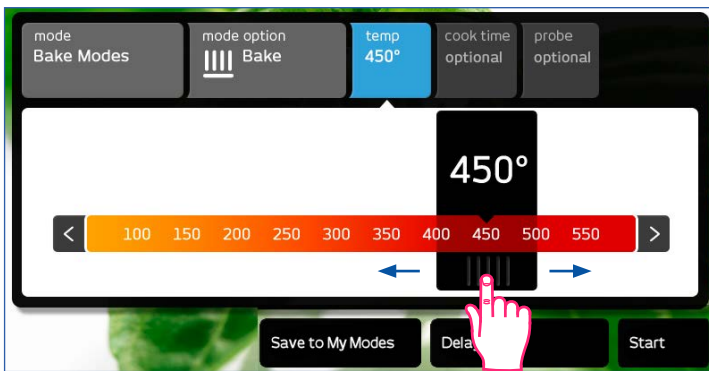 mode
Bake Modes
mode option
Bake
temp
450°
cook time
optional
probe
optional
450°
< 100 150 200 250 300 350 400 450 500 550 >
Save to My Modes
Start